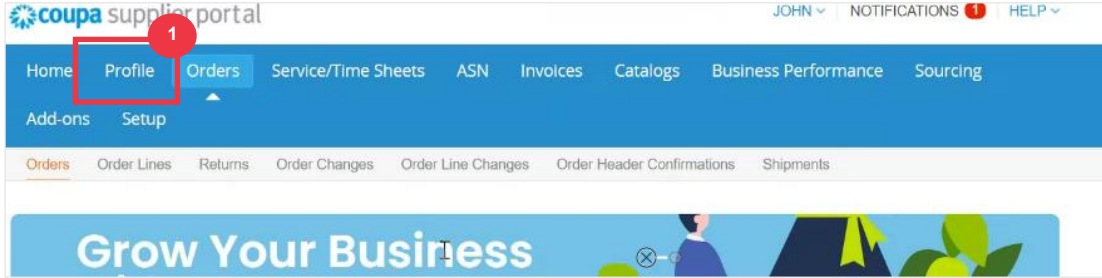 coupa supplier portal JOHN NOTIFICATIONS 1 HELP
1
Home Profile Orders Service/Time Sheets ASN Invoices Catalogs Business Performance Sourcing
Add-ons Setup
Orders Order Lines Returns Order Changes Order Line Changes Order Header Confirmations Shipments
Grow Your Business